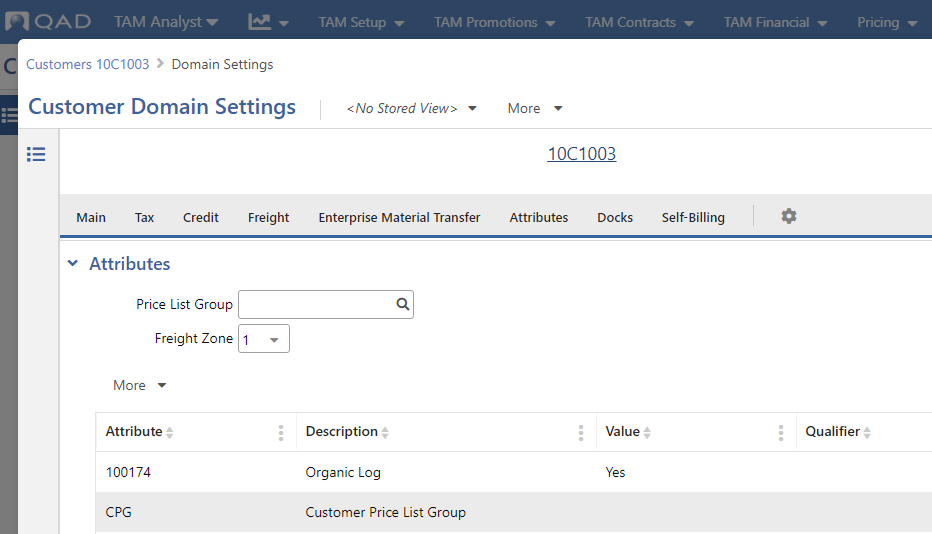 QAD TAM Analyst TAM Setup TAM Promotions TAM Contracts TAM Financial Pricing
C
Customers 10C1003 > Domain Settings
Customer Domain Settings <No Stored View> More
10C1003
Main Tax Credit Freight Enterprise Material Transfer Attributes Docks Self-Billing
Attributes
Price List Group
Freight Zone 1
More
Attribute Description Value Qualifier
100174 Organic Log Yes
CPG Customer Price List Group